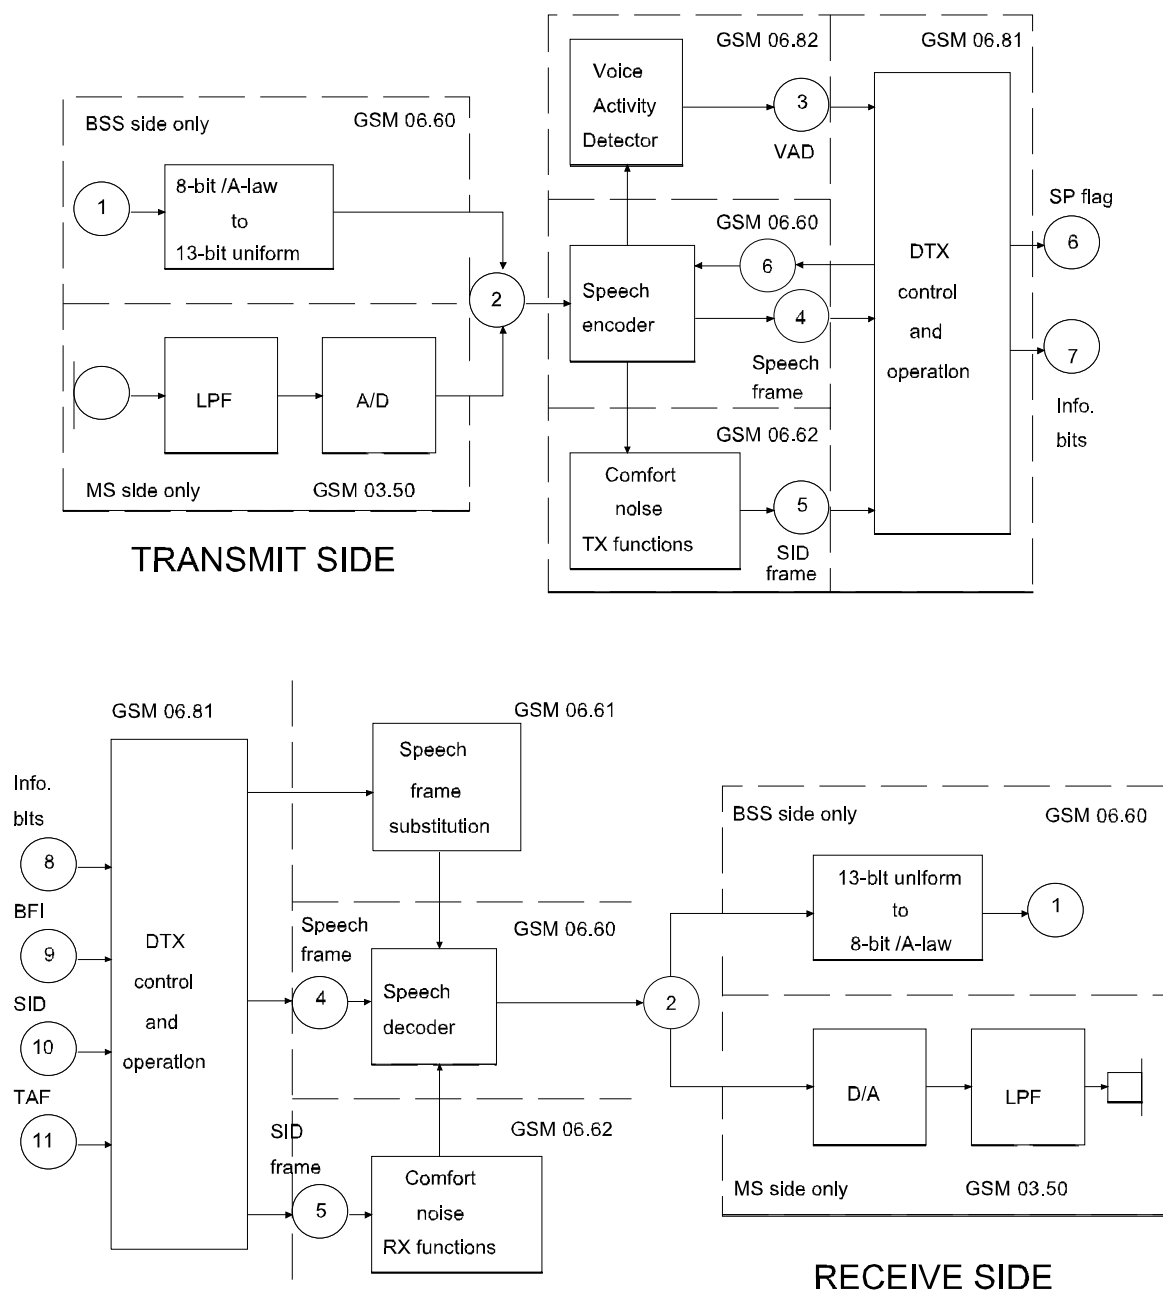 GSM 06.82
GSM 06.81
Voice
Activity
Detector
3
VAD
BSS side only
GSM 06.60
1
8-bit /A-law
to
13-bit uniform
2
LPF
A/D
MS side only
GSM 03.50
TRANSMIT SIDE
GSM 06.60
6
Speech
encoder
4
Speech
frame
GSM 06.62
Comfort
noise
TX functions
5
SID
frame
DTX
control
and
operation
SP flag
6
7
Info.
bits
GSM 06.81
Info.
bits
8
BFI
9
SID
10
TAF
11
DTX
control
and
operation
GSM 06.61
Speech
frame
substitution
Speech
frame
GSM 06.60
4
Speech
decoder
2
SID
frame
GSM 06.62
5
Comfort
noise
RX functions
BSS side only
GSM 06.60
13-bit uniform
to
8-bit /A-law
1
D/A
LPF
MS side only
GSM 03.50
RECEIVE SIDE